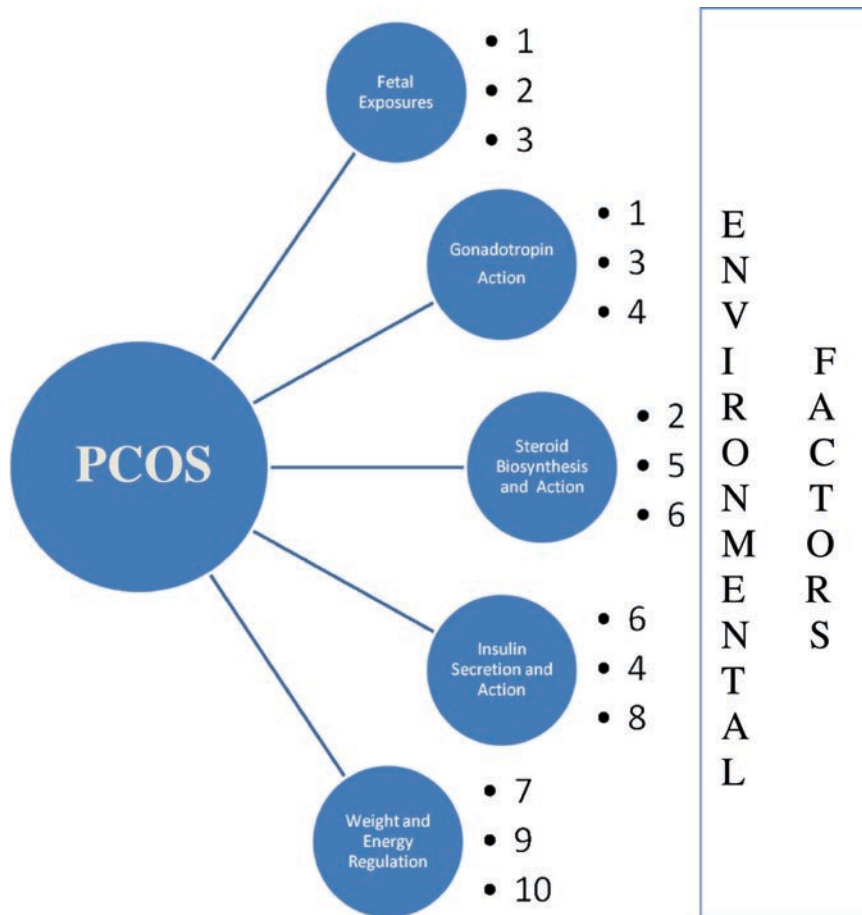 Fetal
Exposures
• 1
• 2
• 3
Gonadotropin
Action
• 1
• 3
• 4
PCOS
Steroid
Biosynthesis
and Action
• 2
• 5
• 6
Insulin
Secretion and
Action
• 6
• 4
• 8
Weight and
Energy
Regulation
• 7
• 9
• 10
ENVIRONMENTAL
FACTORS